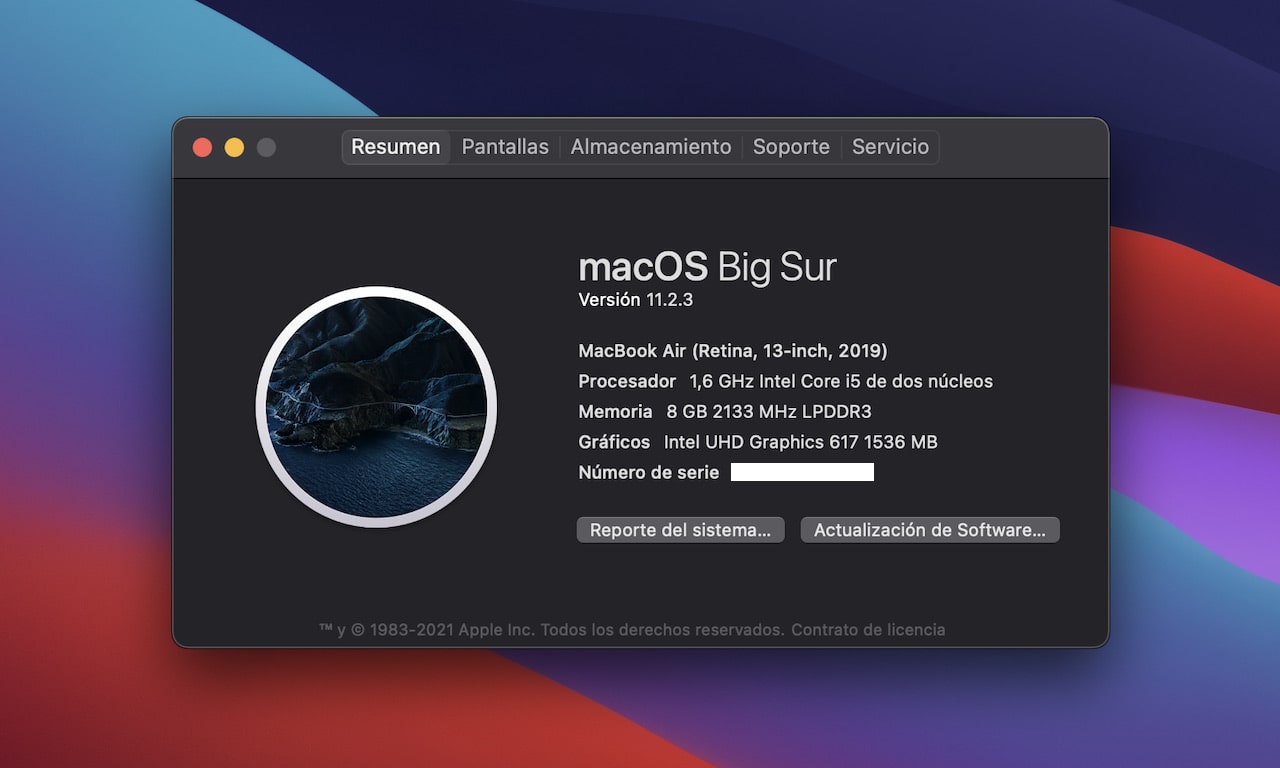 Resumen Pantallas Almacenamiento Soporte Servicio
macOS Big Sur
Versión 11.2.3
MacBook Air (Retina, 13-inch, 2019)
Procesador 1,6 GHz Intel Core i5 de dos núcleos
Memoria 8 GB 2133 MHz LPDDR3
Gráficos Intel UHD Graphics 617 1536 MB
Número de serie
Reporte del sistema... Actualización de Software...
™ y © 1983-2021 Apple Inc. Todos los derechos reservados. Contrato de licencia